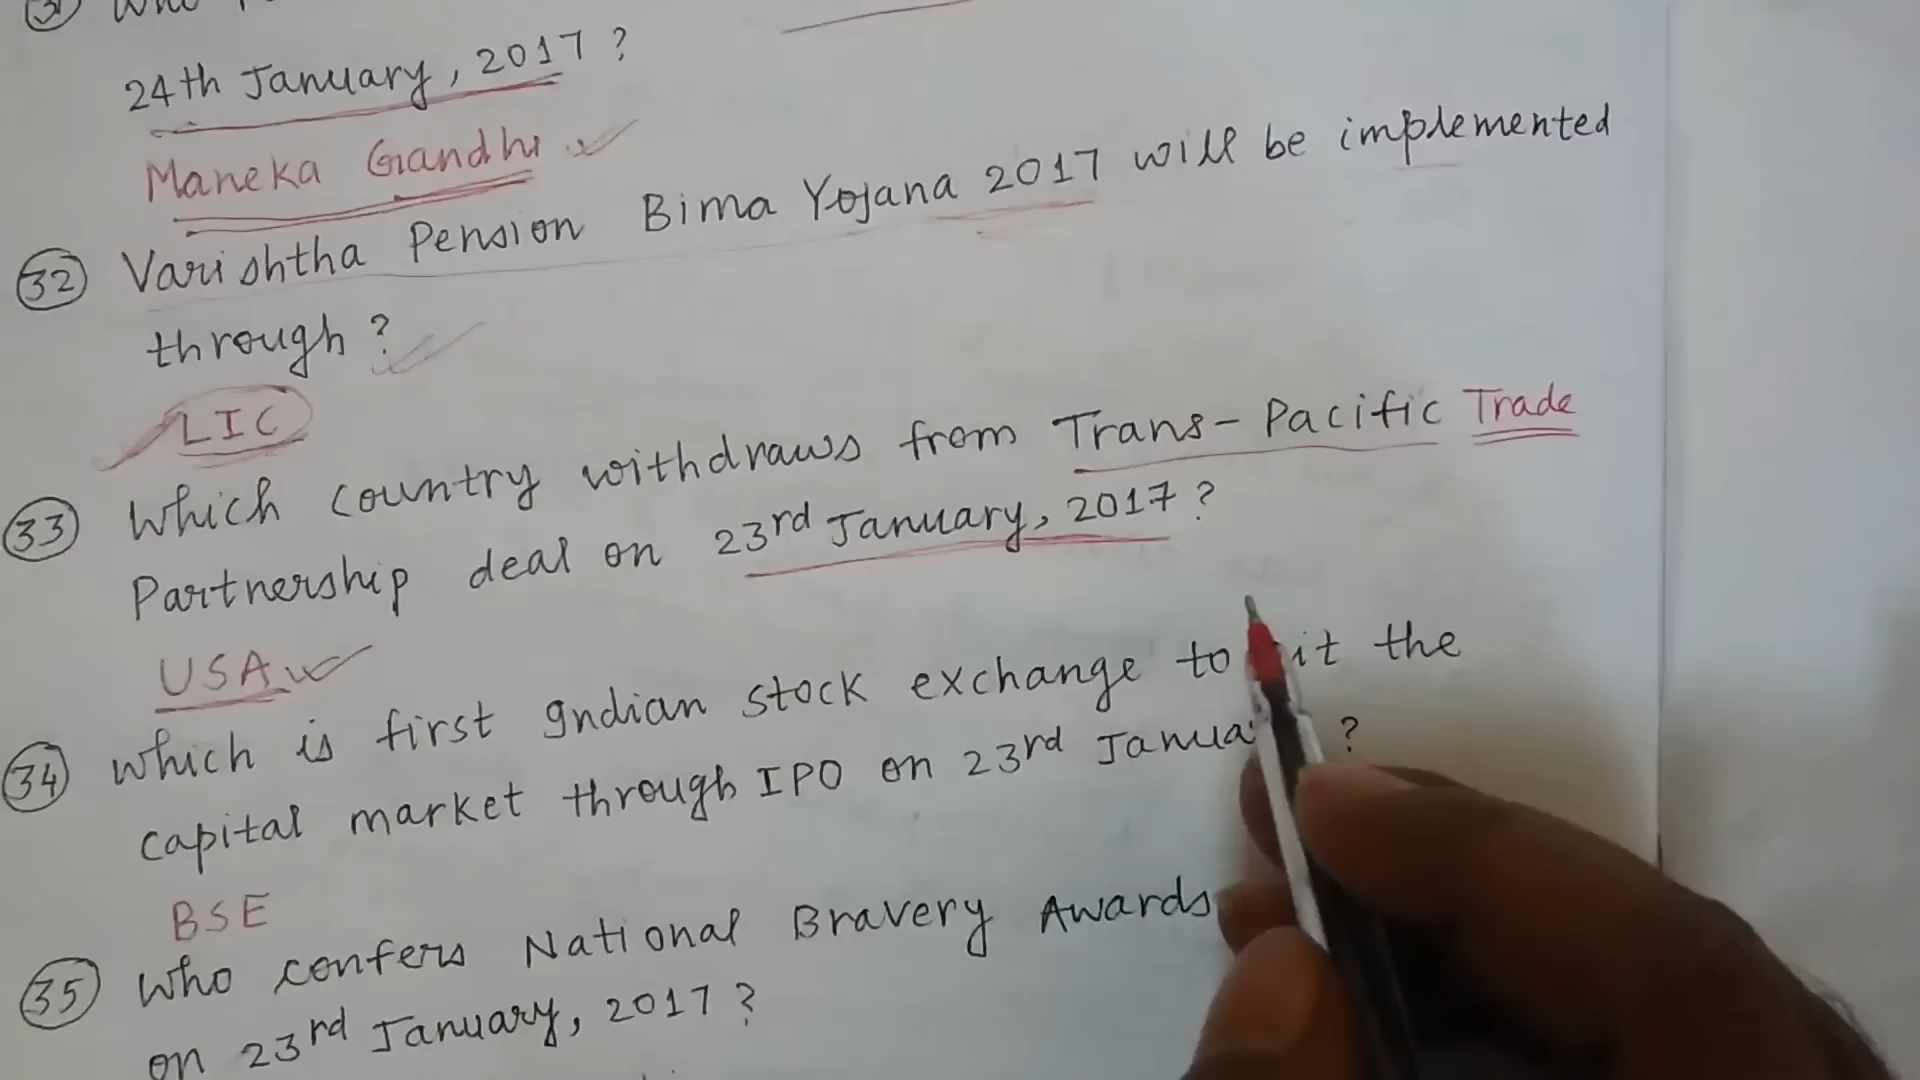 31 Who
24th January, 2017 ?
Maneka Gandhi
32 Varishtha Pension Bima Yojana 2017 will be implemented
through ?
LIC
33 Which country withdraws from Trans-Pacific Trade
Partnership deal on 23rd January, 2017 ?
USA
34 Which is first Indian stock exchange to the
capital market through IPO on 23rd ?
BSE
35 Who confers National Bravery Awards
on 23rd January, 2017 ?